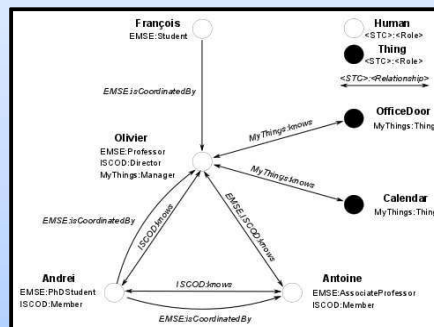 François
EMSE:Student
Human
<STC>:<Role>
Thing
<STC>:<Role>
<STC>:<Relationship>
EMSE:isCoordinatedBy
OfficeDoor
MyThings:Thing
MyThings:knows
Olivier
EMSE:Professor
ISCOD:Director
MyThings:Manager
MyThings:knows
Calendar
MyThings:Thing
EMSE:isCoordinatedBy
ISCOD:knows
EMSE,ISCOD:knows
Andrei
EMSE:PhDStudent
ISCOD:Member
ISCOD:knows
EMSE:isCoordinatedBy
Antoine
EMSE:AssociateProfessor
ISCOD:Member